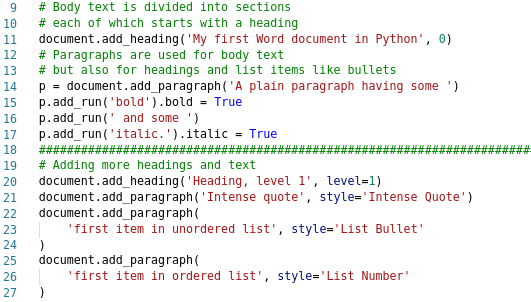 9 # Body text is divided into sections
10 # each of which starts with a heading
11 document.add_heading('My first Word document in Python', 0)
12 # Paragraphs are used for body text
13 # but also for headings and list items like bullets
14 p = document.add_paragraph('A plain paragraph having some ')
15 p.add_run('bold').bold = True
16 p.add_run(' and some ')
17 p.add_run('italic.').italic = True
18 ######################################################################
19 # Adding more headings and text
20 document.add_heading('Heading, level 1', level=1)
21 document.add_paragraph('Intense quote', style='Intense Quote')
22 document.add_paragraph(
23     'first item in unordered list', style='List Bullet'
24 )
25 document.add_paragraph(
26     'first item in ordered list', style='List Number'
27 )